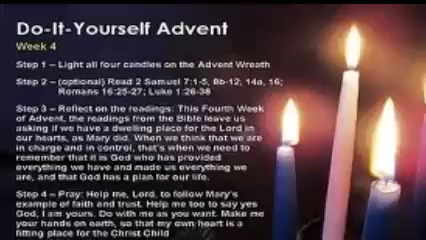 Do-It-Yourself Advent
Week 4
Step 1 – Light all four candles on the Advent Wreath
Step 2 – (optional) Read 2 Samuel 7:1-5, 8b-12, 14a, 16;
Romans 16:25-27; Luke 1:26-38
Step 3 – Reflect on the readings: This Fourth Week
of Advent, the readings from the Bible leave us
asking if we have a dwelling place for the Lord in
our hearts, as Mary did. When we think that we are
in charge and in control, that's when we need to
remember that it is God who has provided
everything we have and made us everything we
are, and that God has a plan for our life.
Step 4 – Pray: Help me, Lord, to follow Mary's
example of faith and trust. Help me too to say yes
God, I am yours. Do with me as you want. Make me
your hands on earth, so that my own heart is a
fitting place for the Christ Child